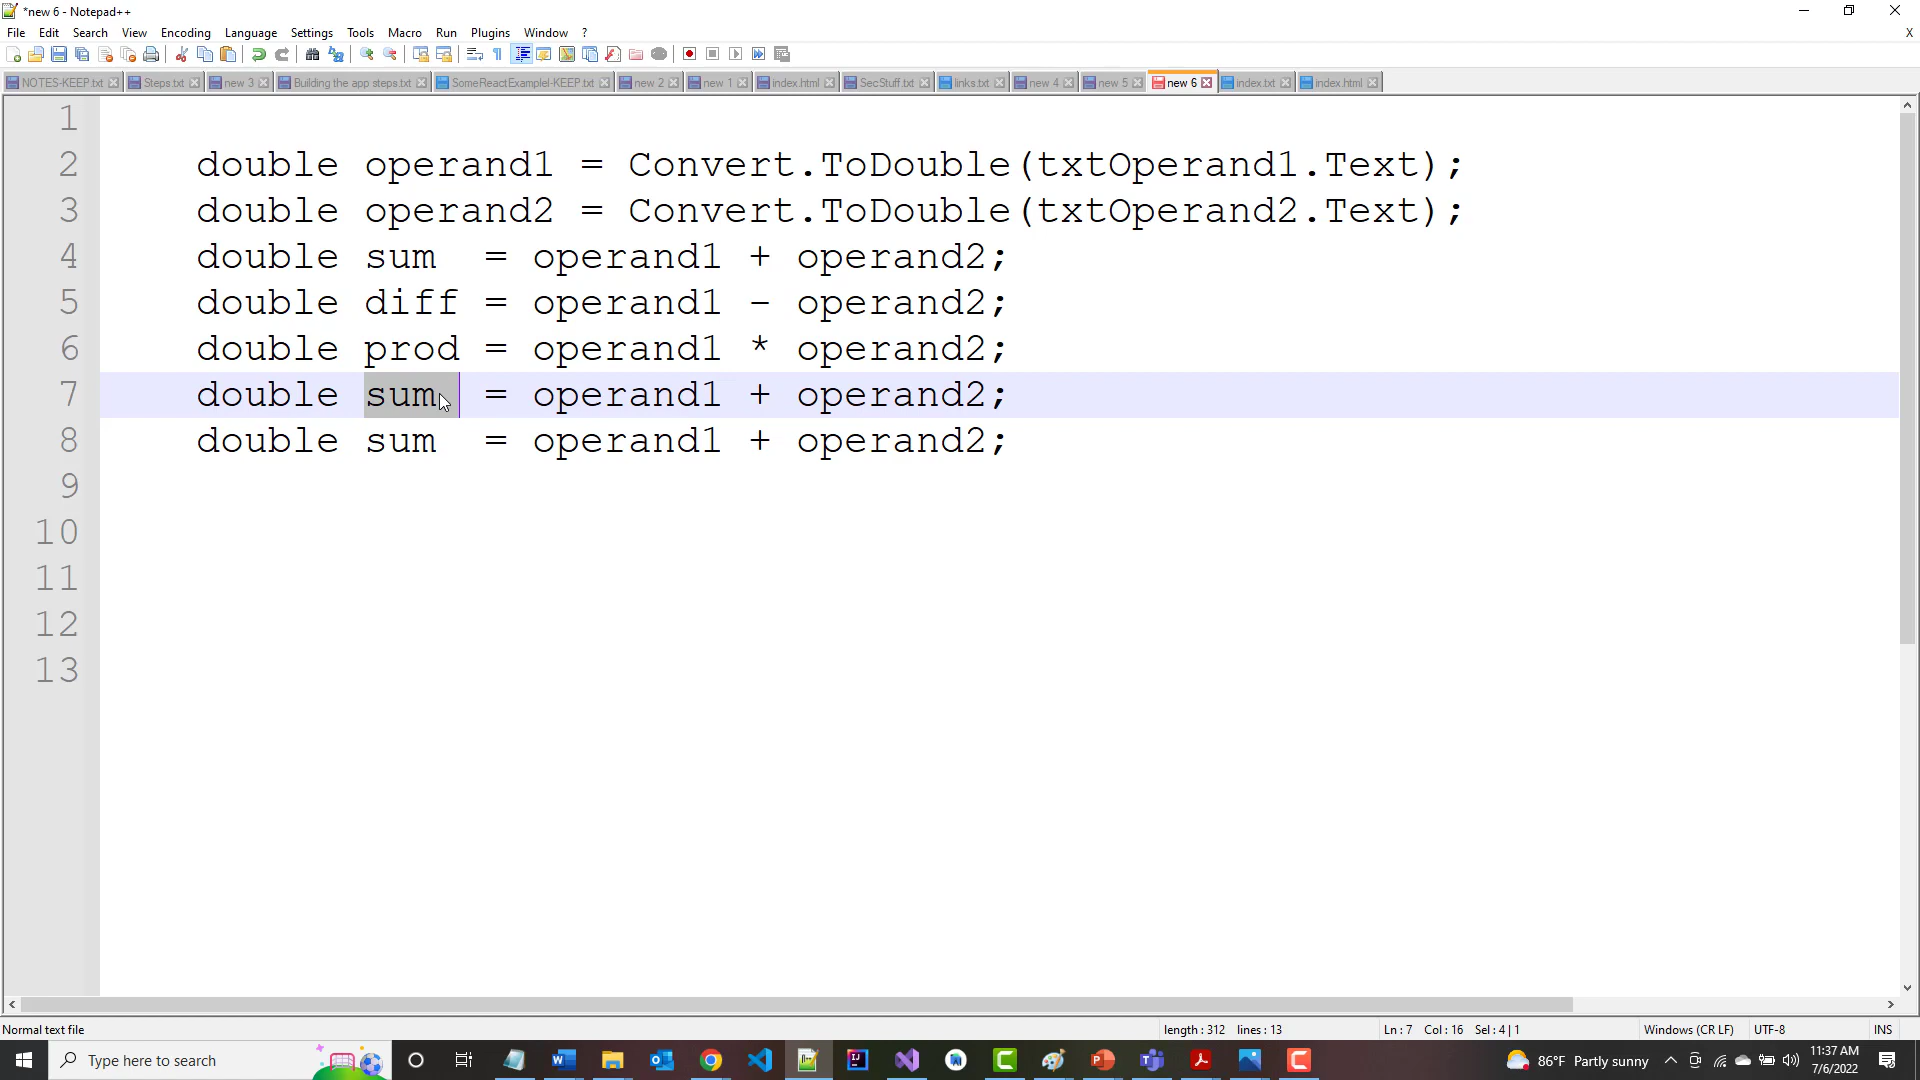 *new 6 - Notepad++
File Edit Search View Encoding Language Settings Tools Macro Run Plugins Window ? X
NOTES-KEEP.txt Steps.txt new 3 Building the app steps.txt SomeReactExampleI-KEEP.txt new 2 new 1 index.html SecStuff.txt links.txt new 4 new 5 new 6 index.txt index.html
1
2 double operand1 = Convert.ToDouble(txtOperand1.Text);
3 double operand2 = Convert.ToDouble(txtOperand2.Text);
4 double sum  = operand1 + operand2;
5 double diff = operand1 - operand2;
6 double prod = operand1 * operand2;
7 double sum  = operand1 + operand2;
8 double sum  = operand1 + operand2;
9
10
11
12
13
Normal text file length : 312 lines : 13 Ln : 7 Col : 16 Sel : 4 | 1 Windows (CR LF) UTF-8 INS
Type here to search 86°F Partly sunny 11:37 AM
7/6/2022